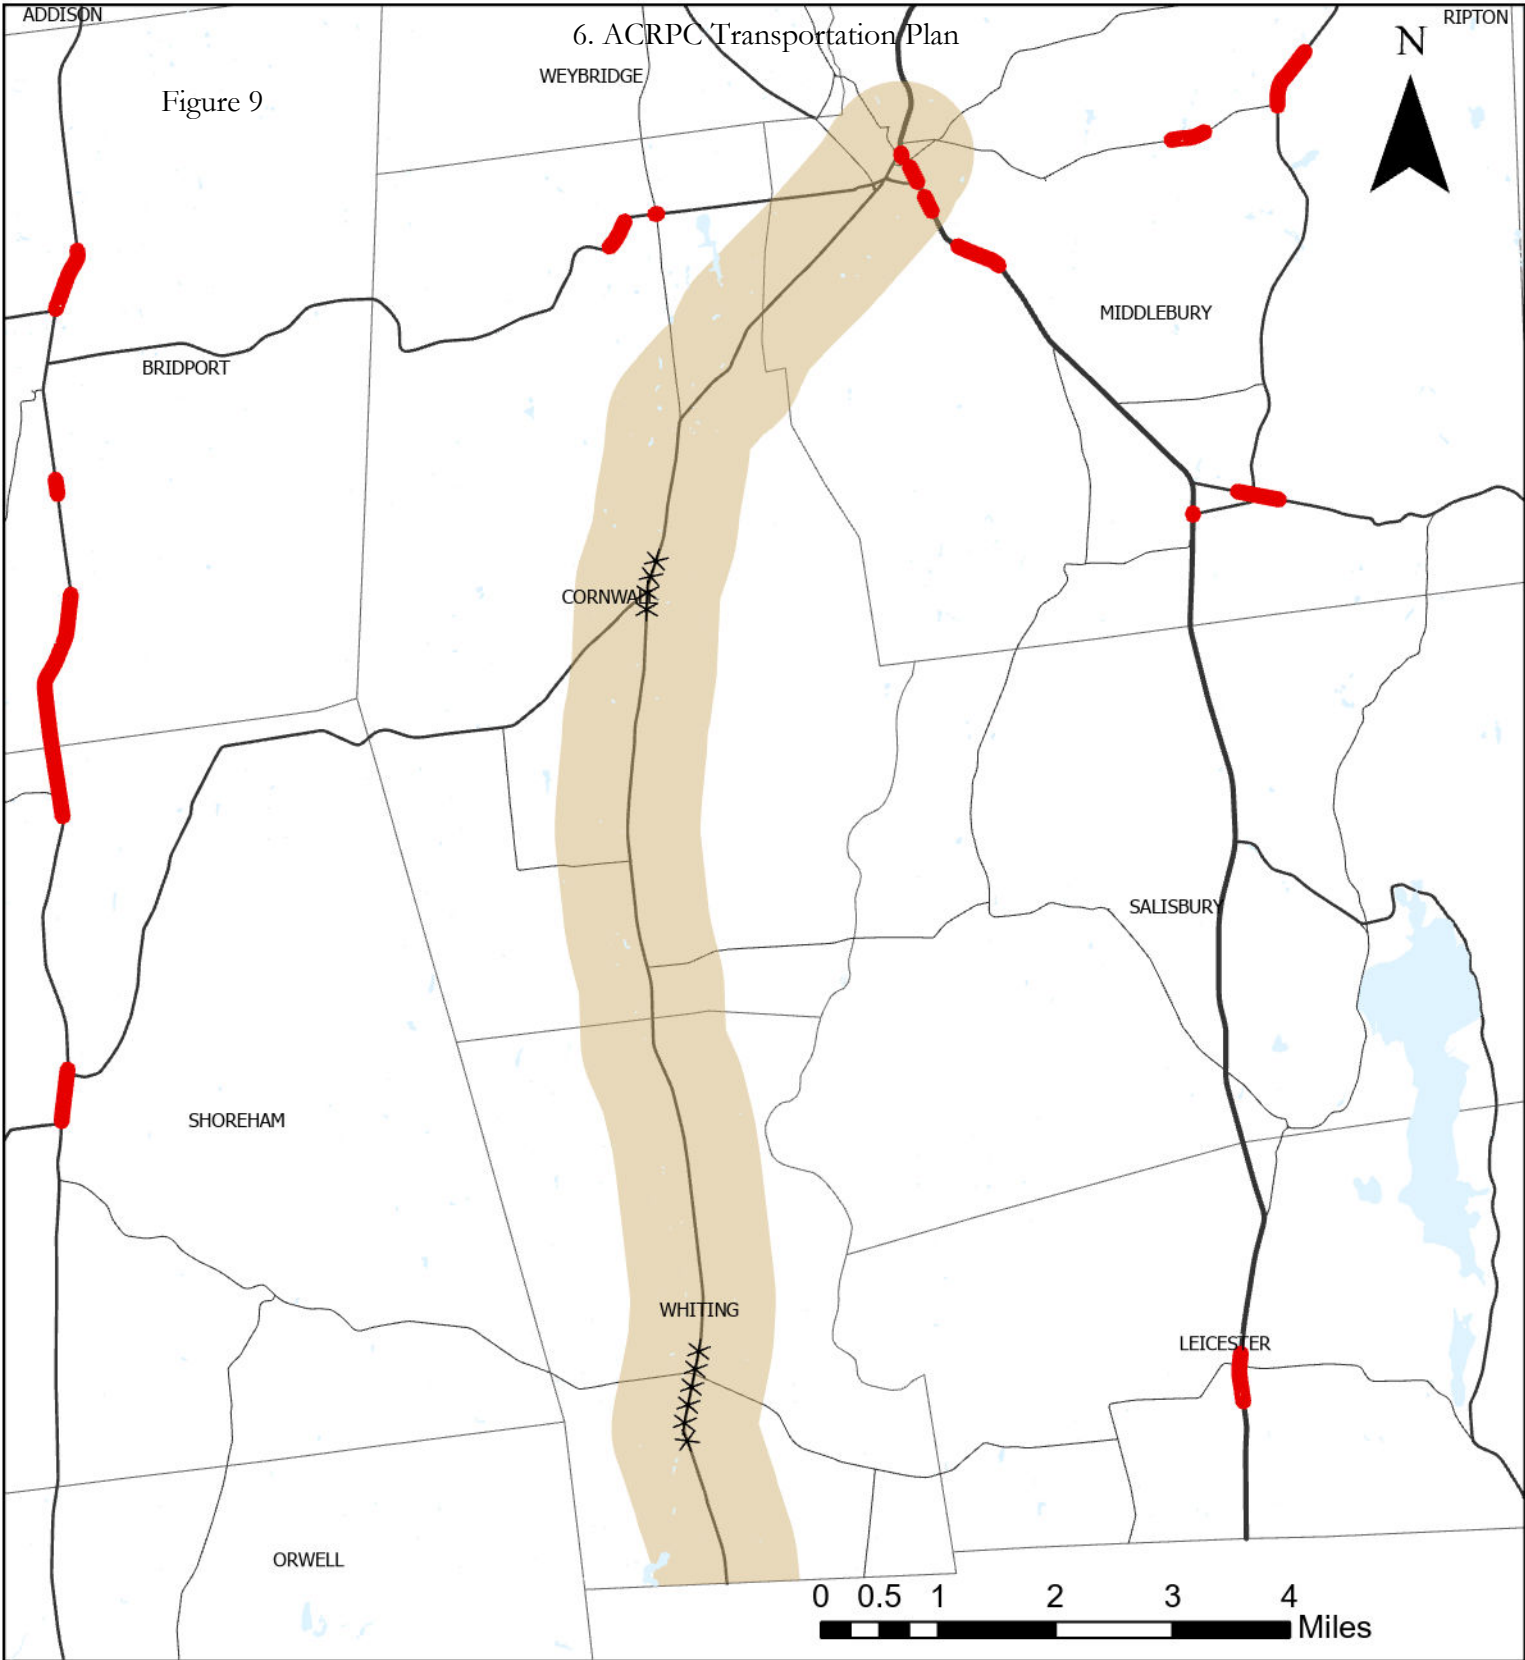 ADDISON
6. ACRPC Transportation Plan
RIPTON
N
WEYBRIDGE
Figure 9
MIDDLEBURY
BRIDPORT
CORNWALL
SALISBURY
SHOREHAM
WHITING
LEICESTER
ORWELL
0 0.5 1 2 3 4
Miles